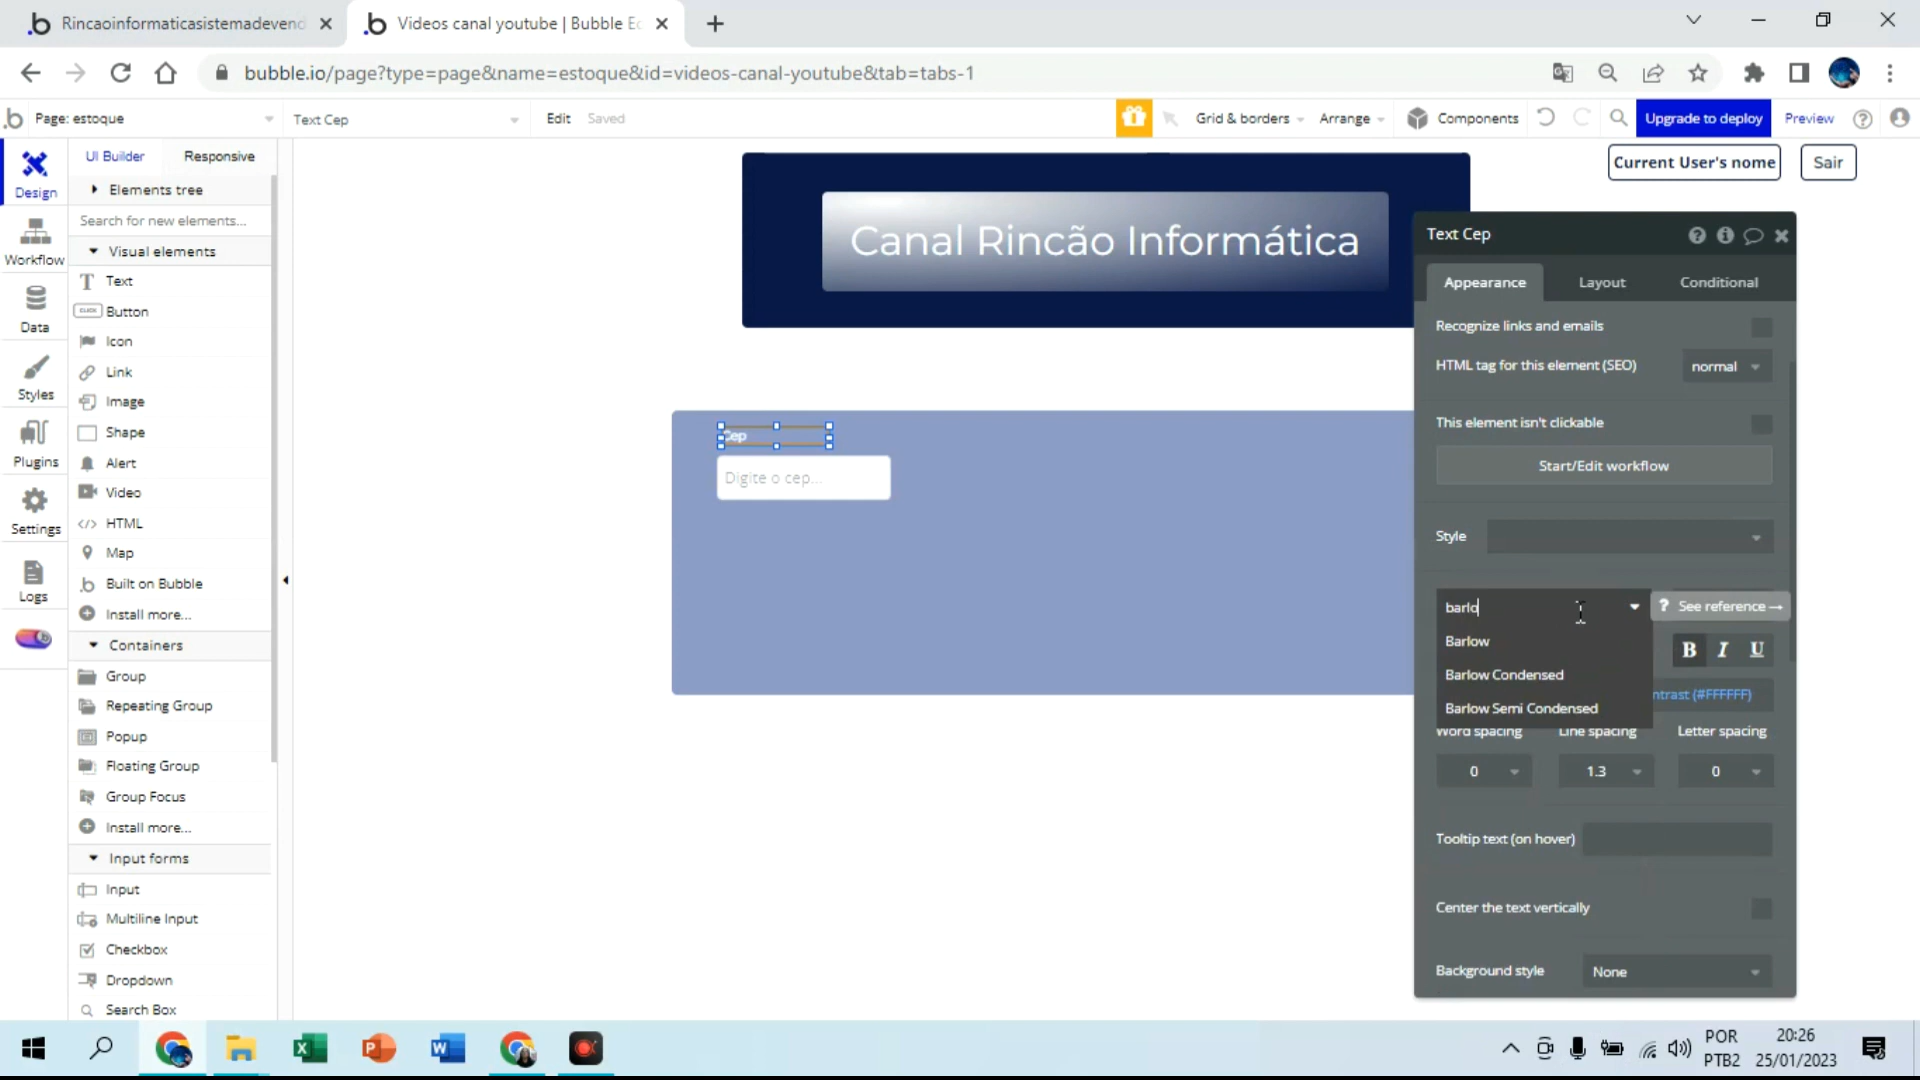 Rincaoinformaticasistemadevend
Videos canal youtube | Bubble Ed
bubble.io/page?type=page&name=estoque&id=videos-canal-youtube&tab=tabs-1
Page: estoque
Text Cep
Edit
Saved
Grid & borders
Arrange
Components
Upgrade to deploy
Preview
UI Builder
Responsive
Current User's nome
Sair
Design
Elements tree
Search for new elements...
Visual elements
Workflow
Text
Button
Icon
Data
Link
Styles
Image
Shape
Plugins
Alert
Video
Settings
HTML
Map
Built on Bubble
Logs
Install more...
Containers
Group
Repeating Group
Popup
Floating Group
Group Focus
Install more...
Input forms
Input
Multiline Input
Checkbox
Dropdown
Search Box
Canal Rincão Informática
Cep
Digite o cep...
Text Cep
Appearance
Layout
Conditional
Recognize links and emails
HTML tag for this element (SEO)
normal
This element isn't clickable
Start/Edit workflow
Style
barlo
See reference →
Barlow
B I U
Barlow Condensed
ntrast (#FFFFFF)
Barlow Semi Condensed
Word spacing
Line spacing
Letter spacing
0
1.3
0
Tooltip text (on hover)
Center the text vertically
Background style
None
POR
PTB2
20:26
25/01/2023